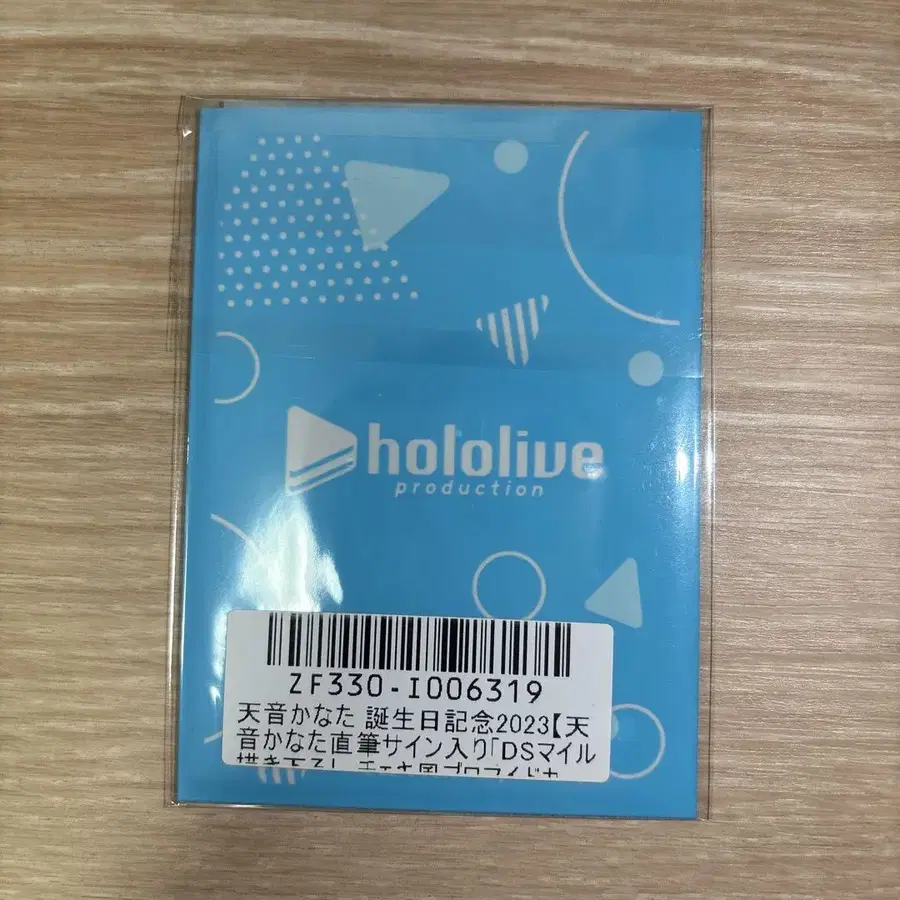 hololive
production
ZF330-I006319
天音かなた 誕生日記念2023【天
音かなた直筆サイン入り「DSマイル